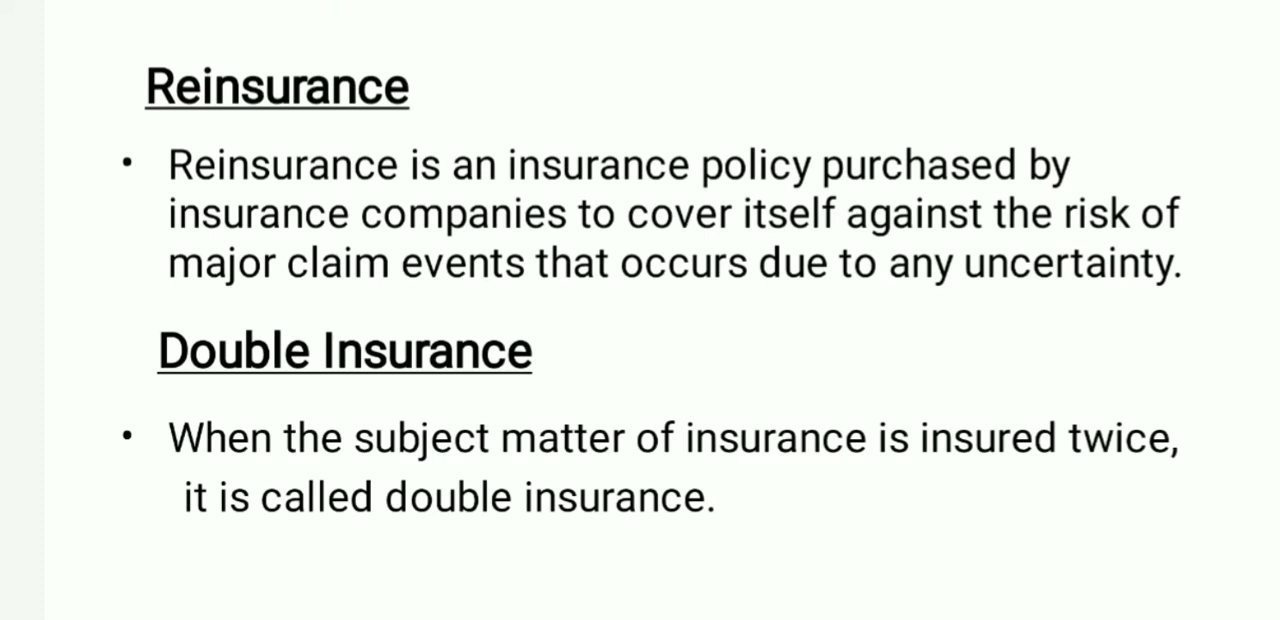 Reinsurance
• Reinsurance is an insurance policy purchased by
insurance companies to cover itself against the risk of
major claim events that occurs due to any uncertainty.
Double Insurance
• When the subject matter of insurance is insured twice,
it is called double insurance.